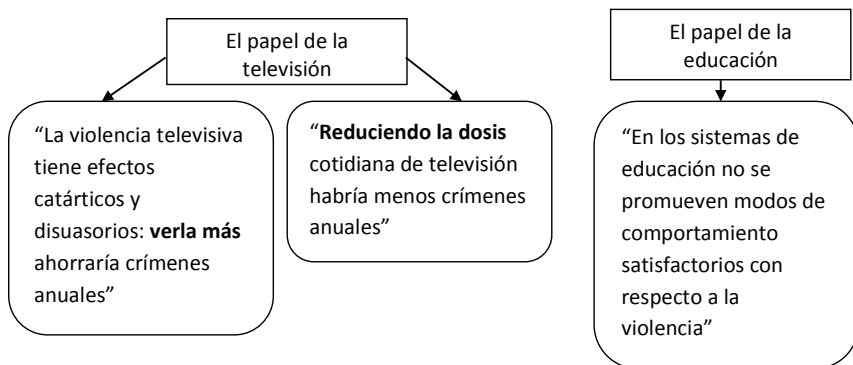 El papel de la
televisión
El papel de la
educación
“La violencia televisiva
tiene efectos
catárticos y
disuasorios: verla más
ahorraría crímenes
anuales”
“Reduciendo la dosis
cotidiana de televisión
habría menos crímenes
anuales”
“En los sistemas de
educación no se
promueven modos de
comportamiento
satisfactorios con
respecto a la
violencia”